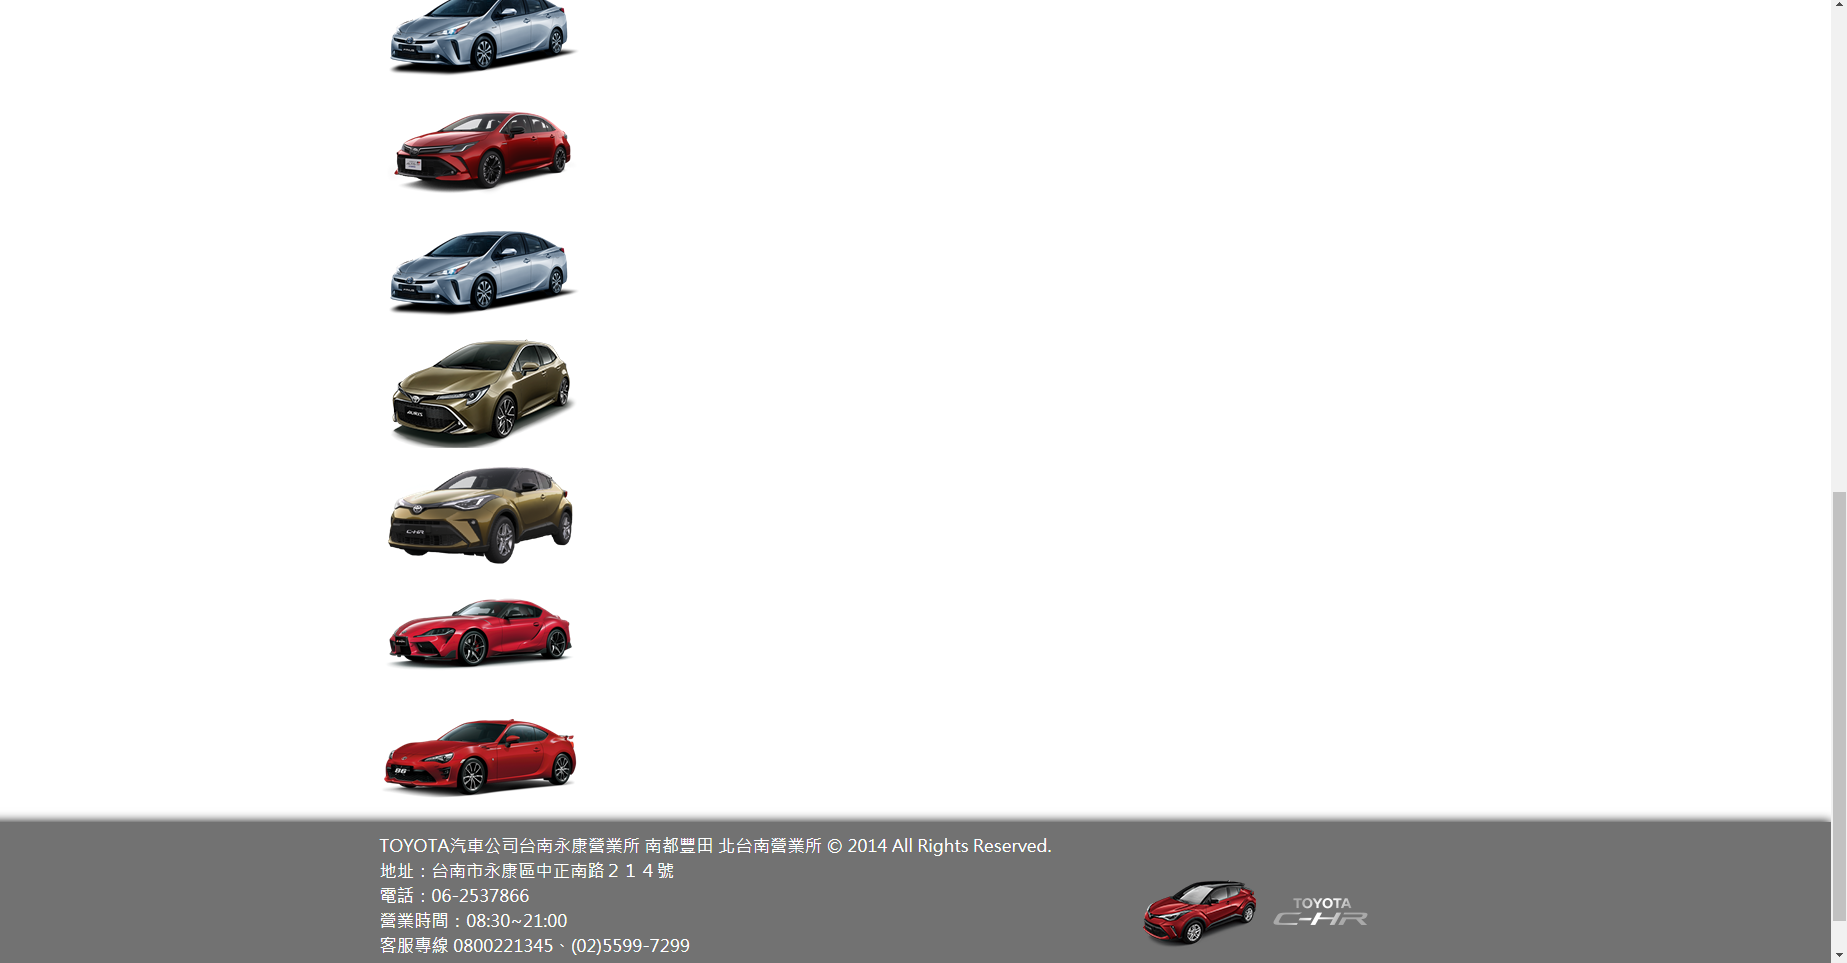 AURIS
C-HR
86
TOYOTA汽車公司台南永康營業所 南都豐田 北台南營業所 © 2014 All Rights Reserved.
地址：台南市永康區中正南路２１４號
電話：06-2537866
營業時間：08:30~21:00
客服專線 0800221345、(02)5599-7299
TOYOTA
C-HR